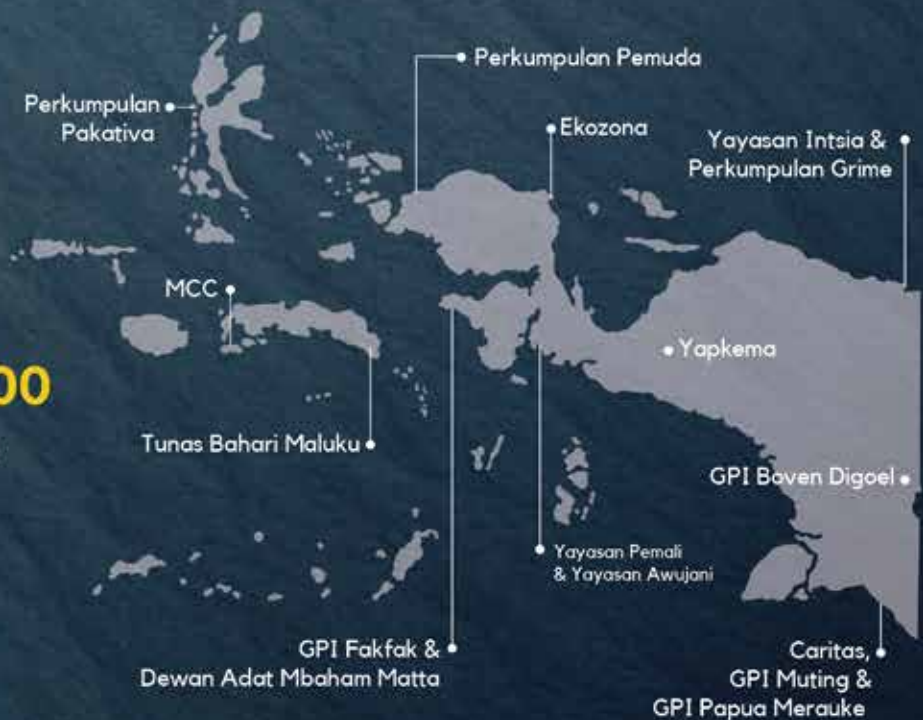 Perkumpulan Pemuda
Perkumpulan
Pakativa
Ekozona
Yayasan Intsia &
Perkumpulan Grime
MCC
Yapkema
00
Tunas Bahari Maluku
GPI Boven Digoel
Yayasan Pemali
& Yayasan Awujani
GPI Fakfak &
Dewan Adat Mbaham Matta
Caritas,
GPI Muting &
GPI Papua Merauke